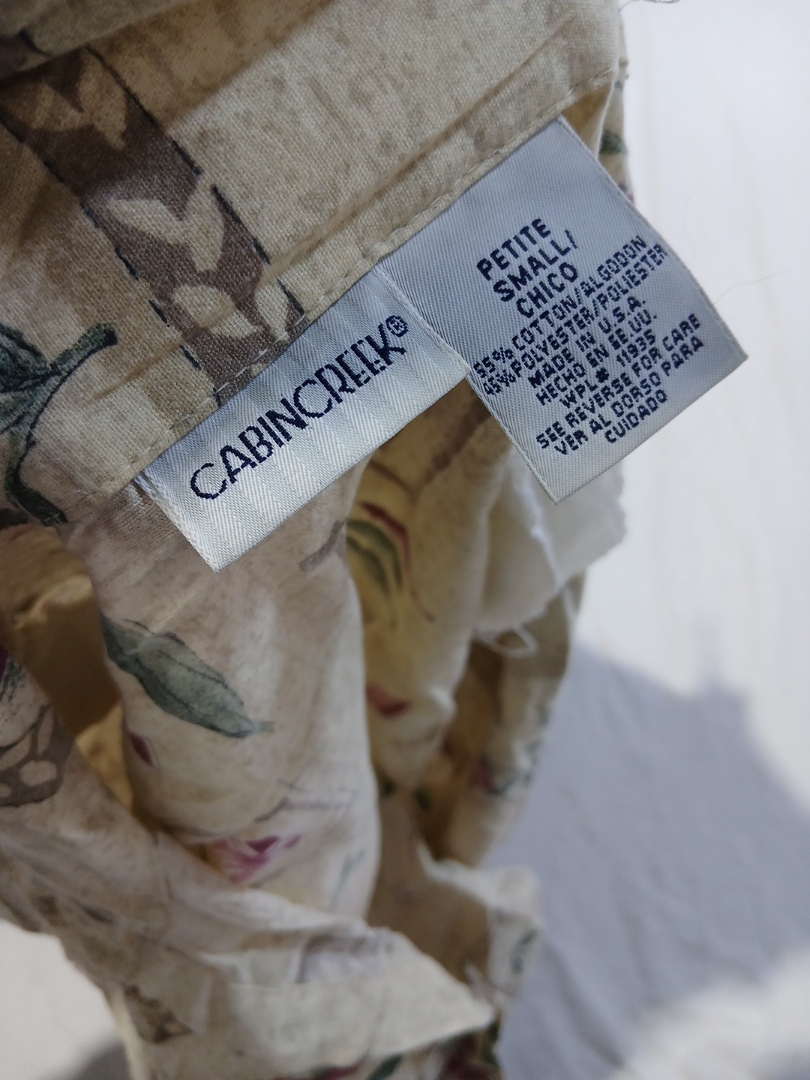 CABINCREEK®
PETITE
SMALL/
CHICO
55% COTTON/ALGODON
45% POLYESTER/POLIESTER
MADE IN U.S.A.
HECHO EN EE.UU.
WPL# 11935
SEE REVERSE FOR CARE
VER AL DORSO PARA
CUIDADO